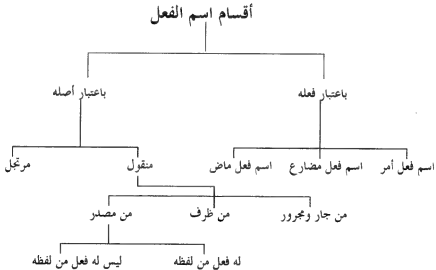 أقسام اسم الفعل
باعتبار فعله
باعتبار أصله
اسم فعل أمر
اسم فعل مضارع
اسم فعل ماض
منقول
مرتجل
من جار ومجرور
من ظرف
من مصدر
له فعل من لفظه
ليس له فعل من لفظه